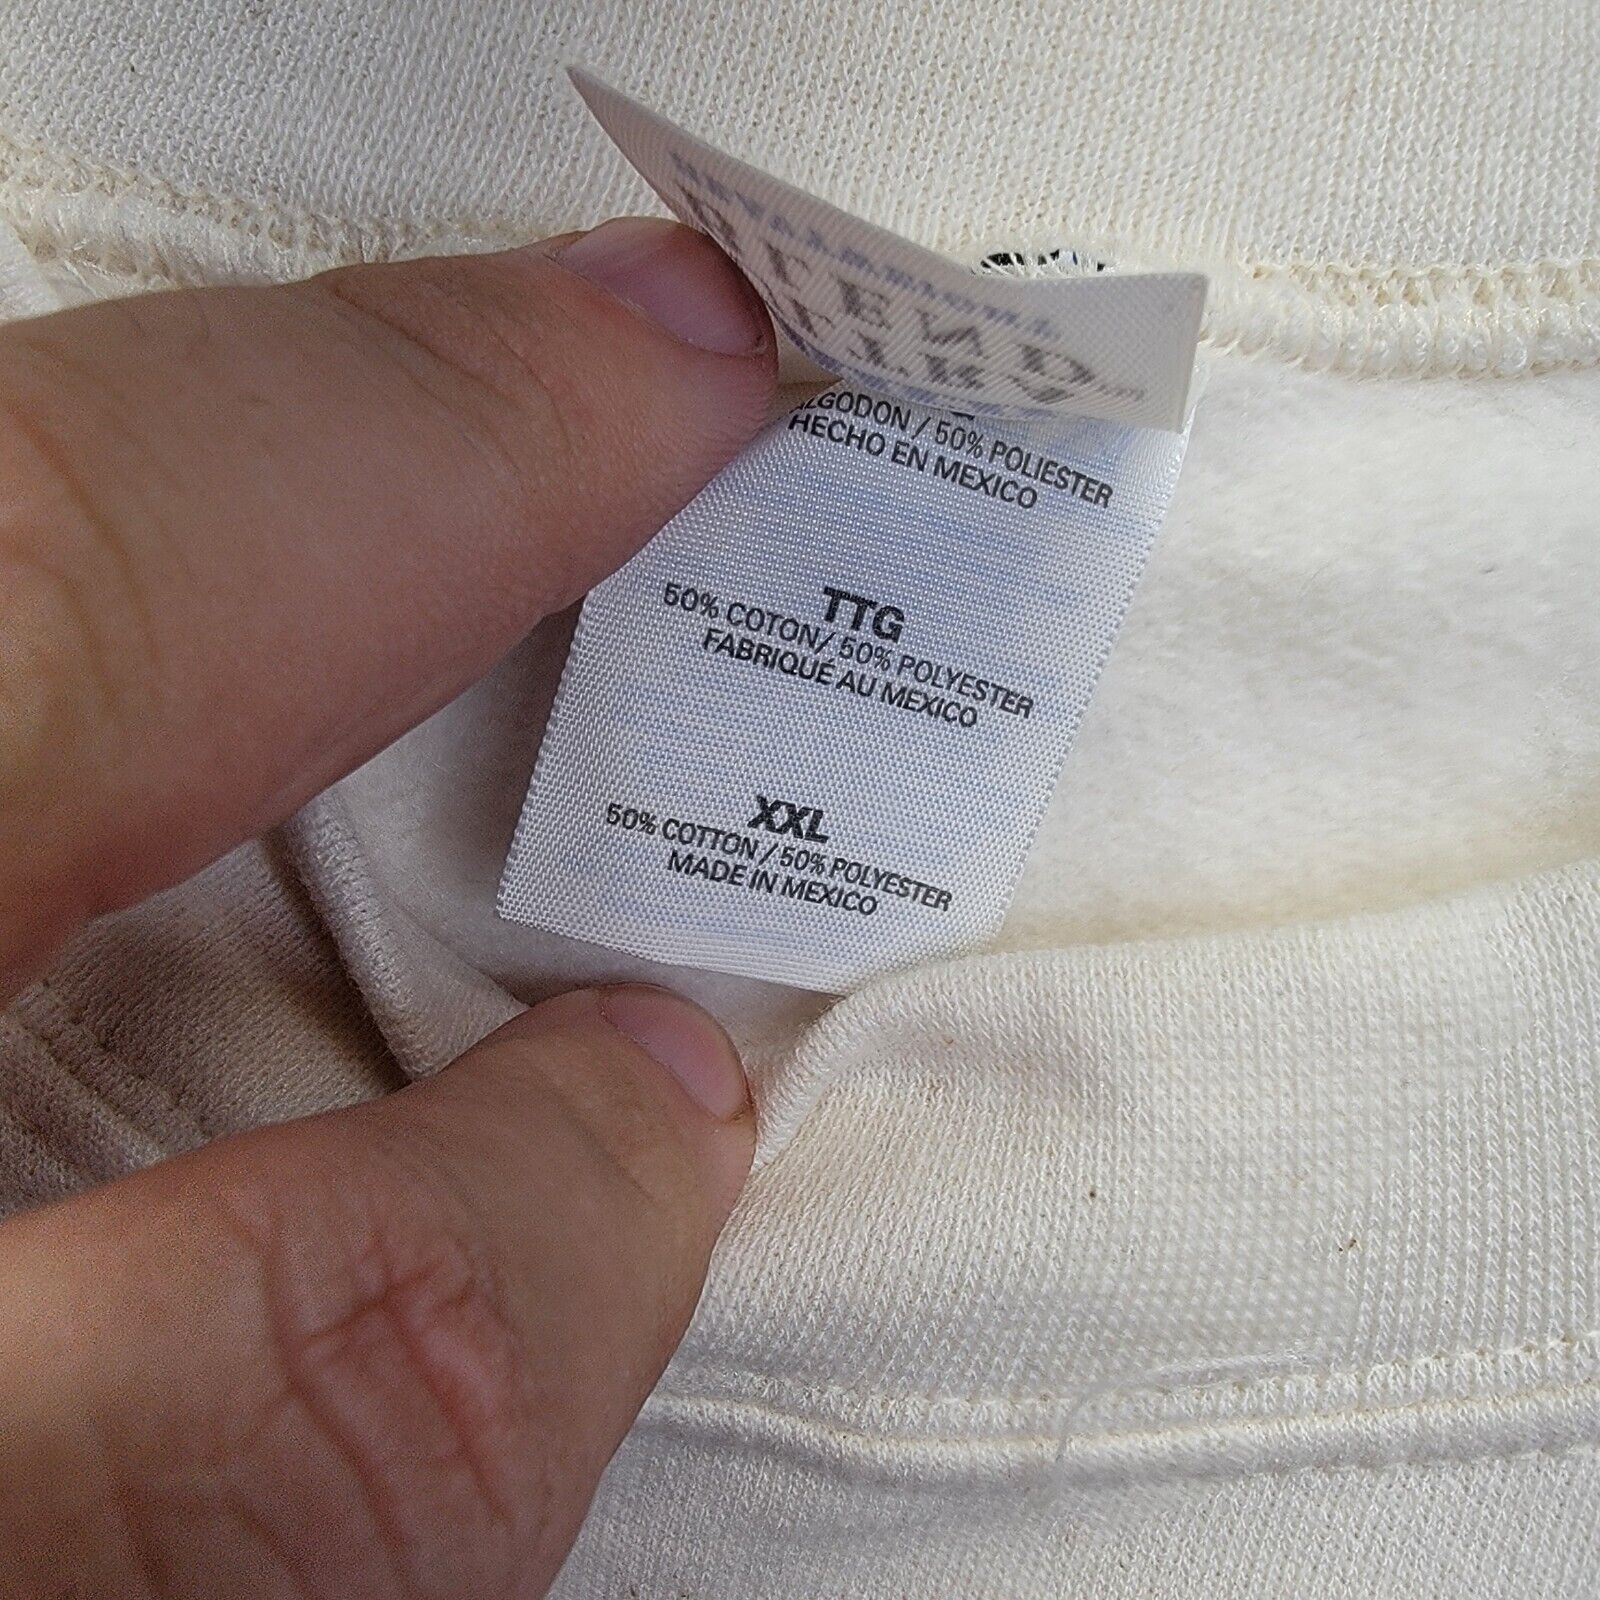 ALGODON / 50% POLIESTER
HECHO EN MEXICO
TTG
50% COTON/ 50% POLYESTER
FABRIQUÉ AU MEXICO
XXL
50% COTTON / 50% POLYESTER
MADE IN MEXICO